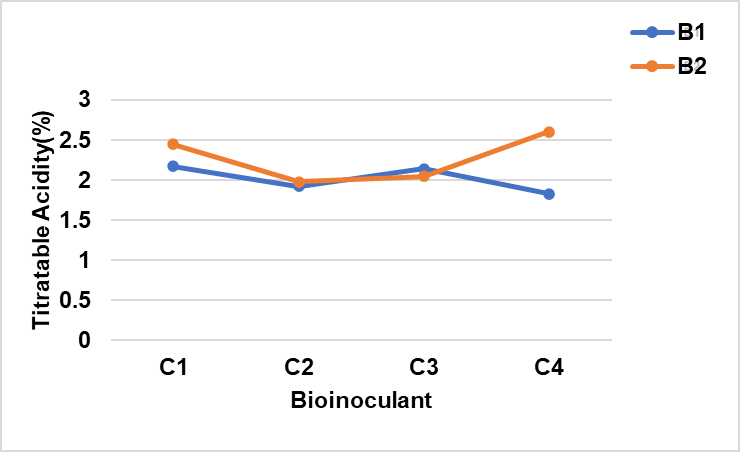 B1
B2
3
2.5
2
1.5
1
0.5
0
Titratable Acidity(%)
C1 C2 C3 C4
Bioinoculant